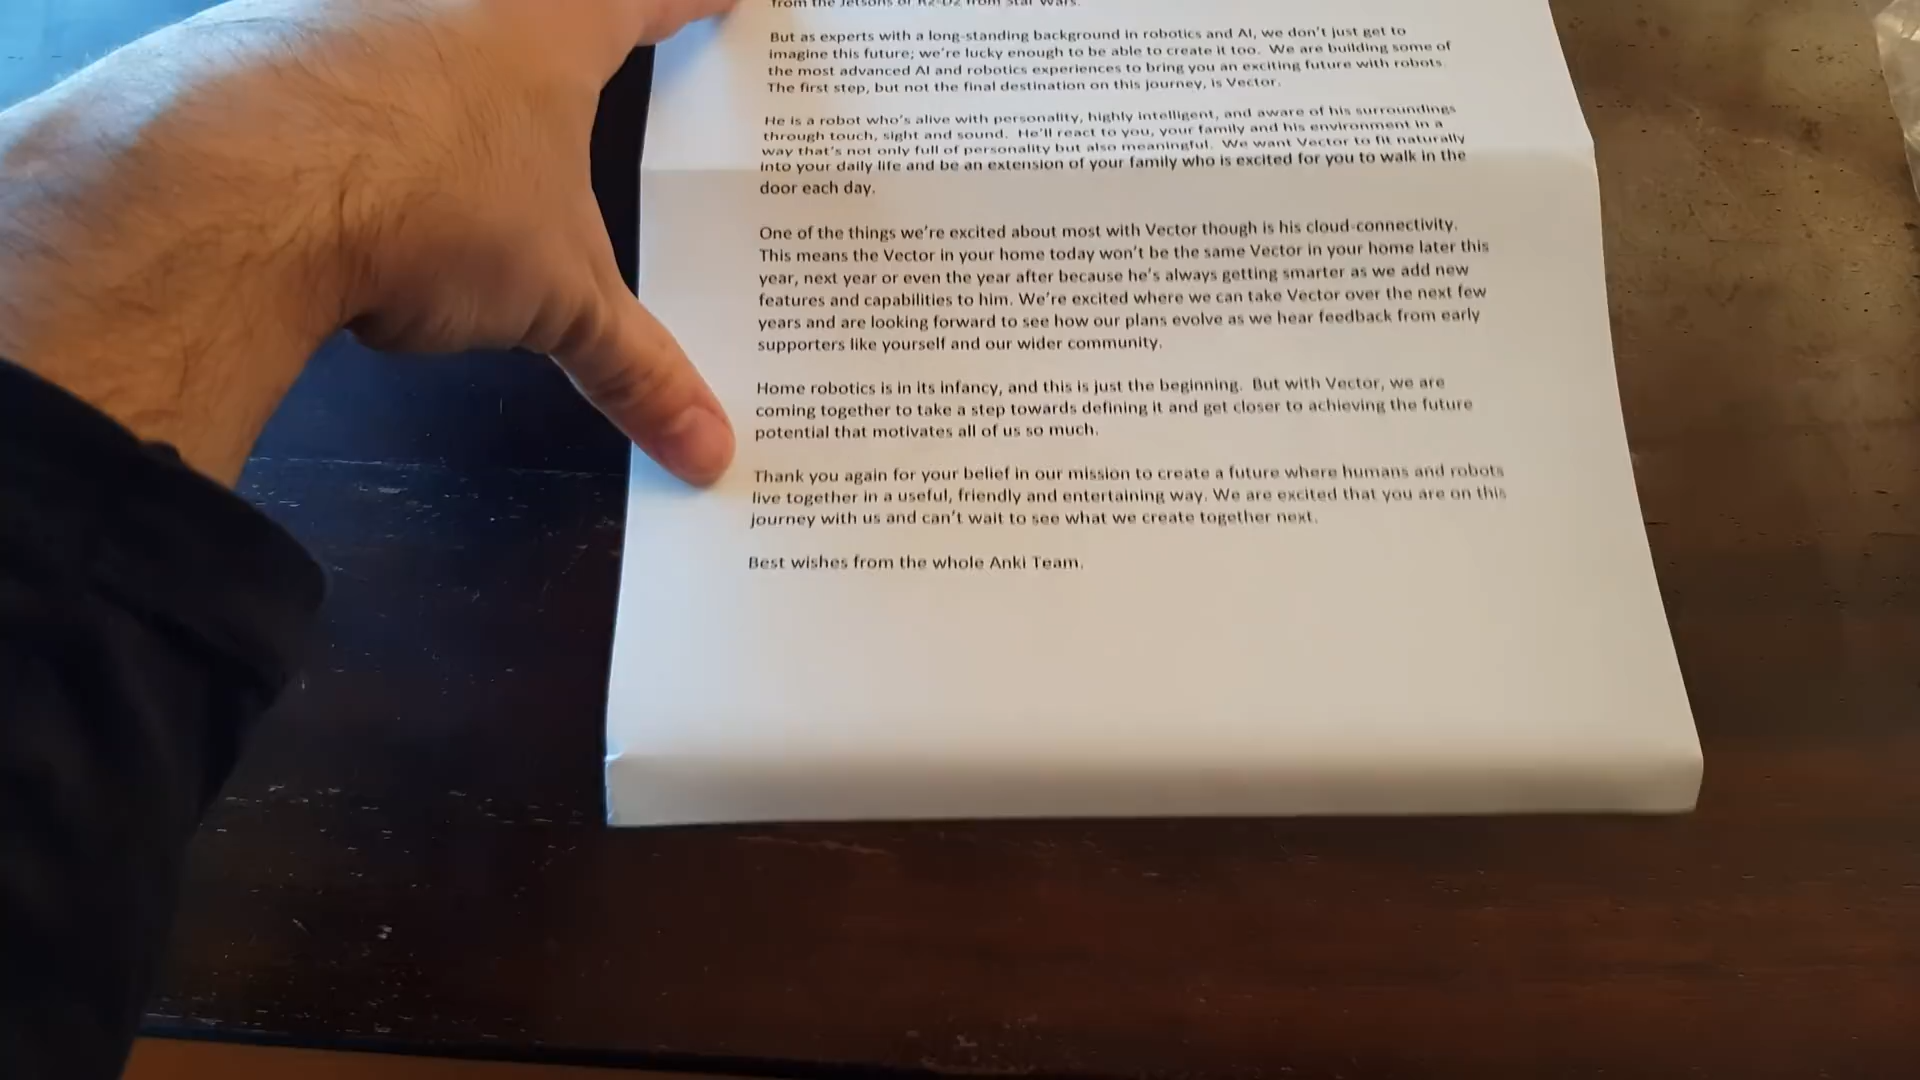 from the Jetsons or R2-D2 from Star Wars.
But as experts with a long-standing background in robotics and AI, we don't just get to
imagine this future; we're lucky enough to be able to create it too. We are building some of
the most advanced AI and robotics experiences to bring you an exciting future with robots.
The first step, but not the final destination on this journey, is Vector.
He is a robot who's alive with personality, highly intelligent, and aware of his surroundings
through touch, sight and sound. He'll react to you, your family and his environment in a
way that's not only full of personality but also meaningful. We want Vector to fit naturally
into your daily life and be an extension of your family who is excited for you to walk in the
door each day.
One of the things we're excited about most with Vector though is his cloud-connectivity.
This means the Vector in your home today won't be the same Vector in your home later this
year, next year or even the year after because he's always getting smarter as we add new
features and capabilities to him. We're excited where we can take Vector over the next few
years and are looking forward to see how our plans evolve as we hear feedback from early
supporters like yourself and our wider community.
Home robotics is in its infancy, and this is just the beginning. But with Vector, we are
coming together to take a step towards defining it and get closer to achieving the future
potential that motivates all of us so much.
Thank you again for your belief in our mission to create a future where humans and robots
live together in a useful, friendly and entertaining way. We are excited that you are on this
journey with us and can't wait to see what we create together next.
Best wishes from the whole Anki Team.